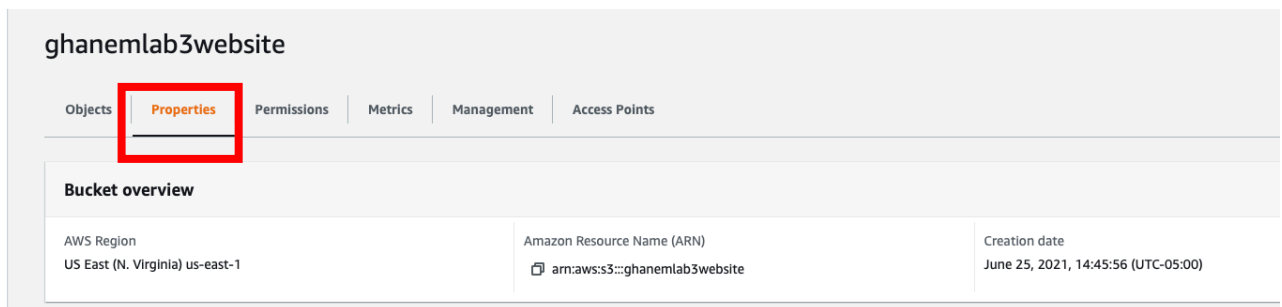 ghanemlab3website
Objects Properties Permissions Metrics Management Access Points
Bucket overview
AWS Region Amazon Resource Name (ARN) Creation date
US East (N. Virginia) us-east-1 arn:aws:s3:::ghanemlab3website June 25, 2021, 14:45:56 (UTC-05:00)